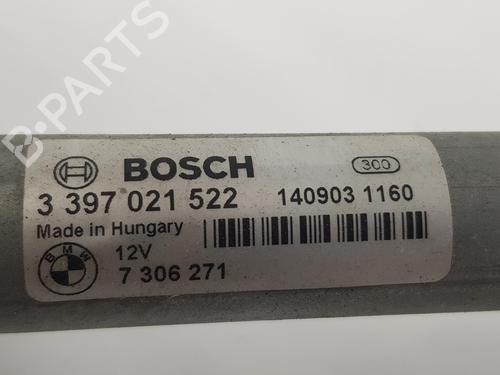 B-PARTS
BOSCH
300
3 397 021 522
140903 1160
Made in Hungary
12V
BMW
7 306 271